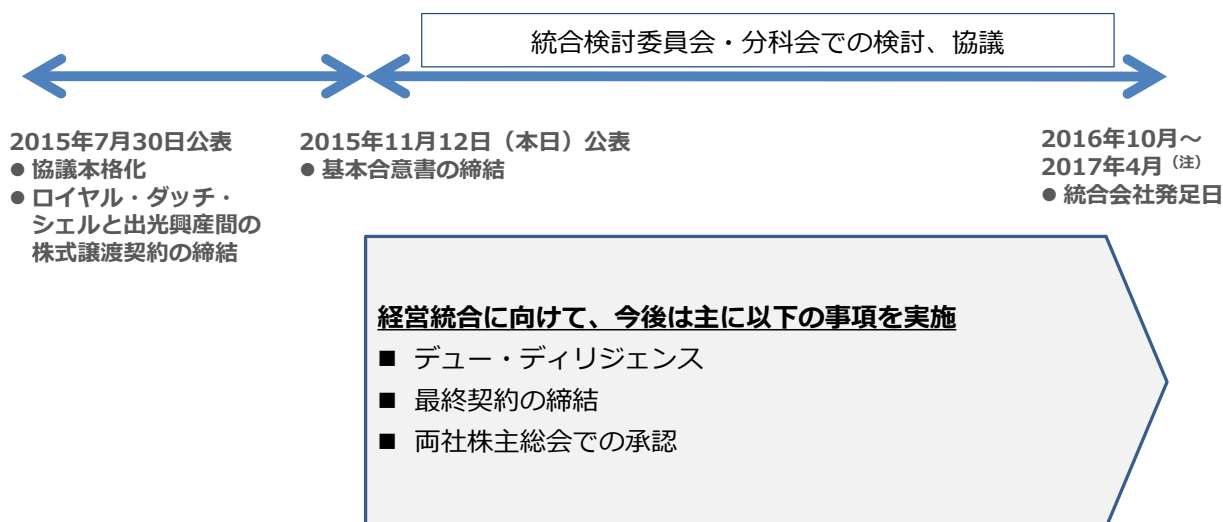 統合検討委員会・分科会での検討、協議
2015年7月30日公表
● 協議本格化
● ロイヤル・ダッチ・
シェルと出光興産間の
株式譲渡契約の締結
2015年11月12日（本日）公表
● 基本合意書の締結
2016年10月～
2017年4月（注）
● 統合会社発足日
経営統合に向けて、今後は主に以下の事項を実施
■ デュー・ディリジェンス
■ 最終契約の締結
■ 両社株主総会での承認